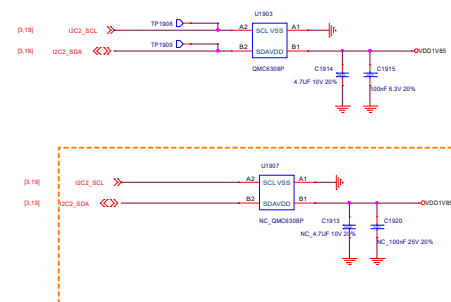 U1903
TP1908
[3,19] I2C2_SCL A2 SCL VSS A1
TP1909
[3,19] I2C2_SDA B2 SDAVDD B1 VDD1V85
QMC6308P
C1914 C1915
4.7UF 10V 20%
100nF 6.3V 20%
U1907
[3,19] I2C2_SCL A2 SCL VSS A1
[3,19] I2C2_SDA B2 SDAVDD B1 VDD1V85
NC_QMC6308P
C1913 C1920
NC_4.7UF 10V 20%
NC_100nF 25V 20%